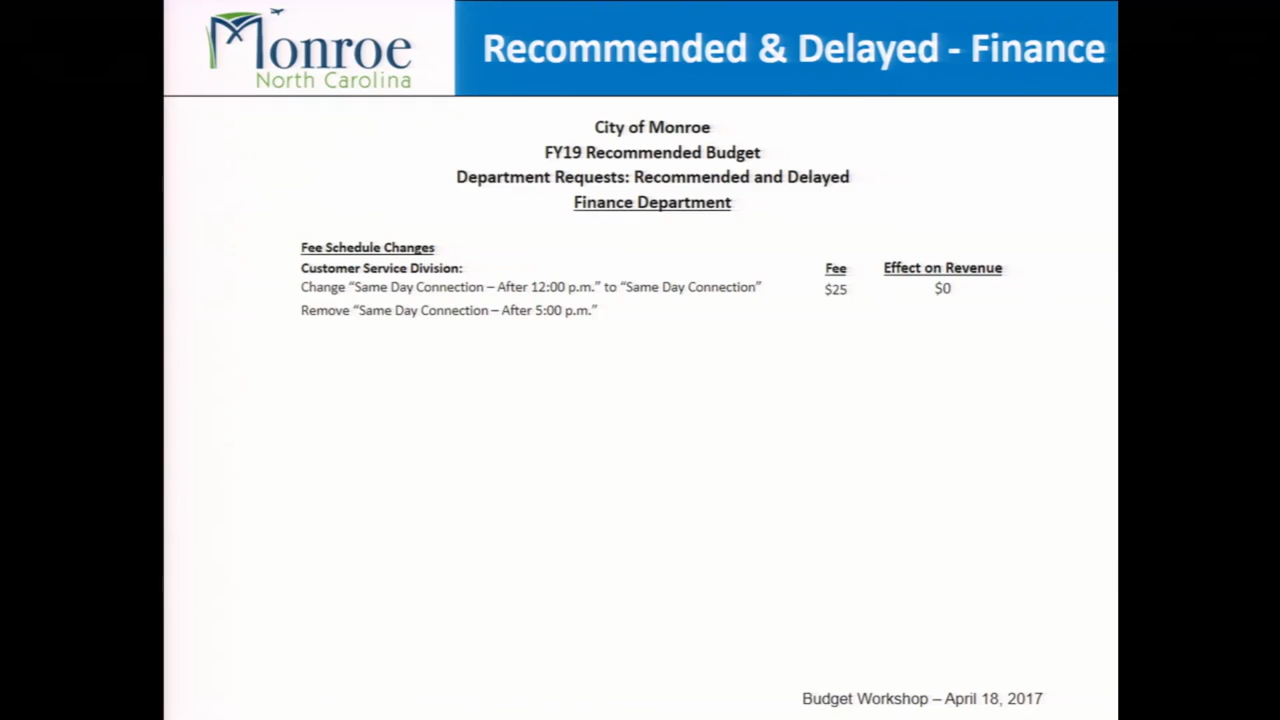 Monroe
North Carolina
Recommended & Delayed - Finance
City of Monroe
FY19 Recommended Budget
Department Requests: Recommended and Delayed
Finance Department
Fee Schedule Changes
Customer Service Division: Fee Effect on Revenue
Change “Same Day Connection – After 12:00 p.m.” to “Same Day Connection” $25 $0
Remove “Same Day Connection – After 5:00 p.m.”
Budget Workshop – April 18, 2017